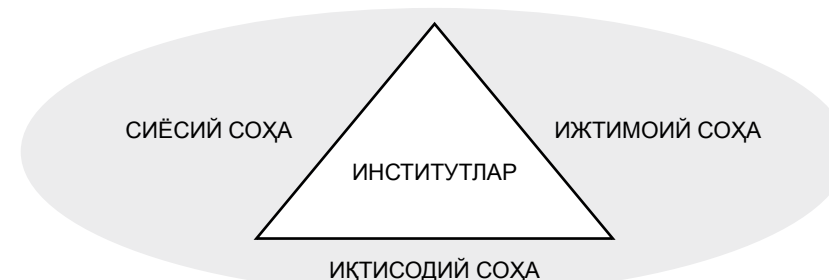 СИЁСИЙ СОҲА
ИЖТИМОИЙ СОҲА
ИНСТИТУТЛАР
ИҚТИСОДИЙ СОҲА